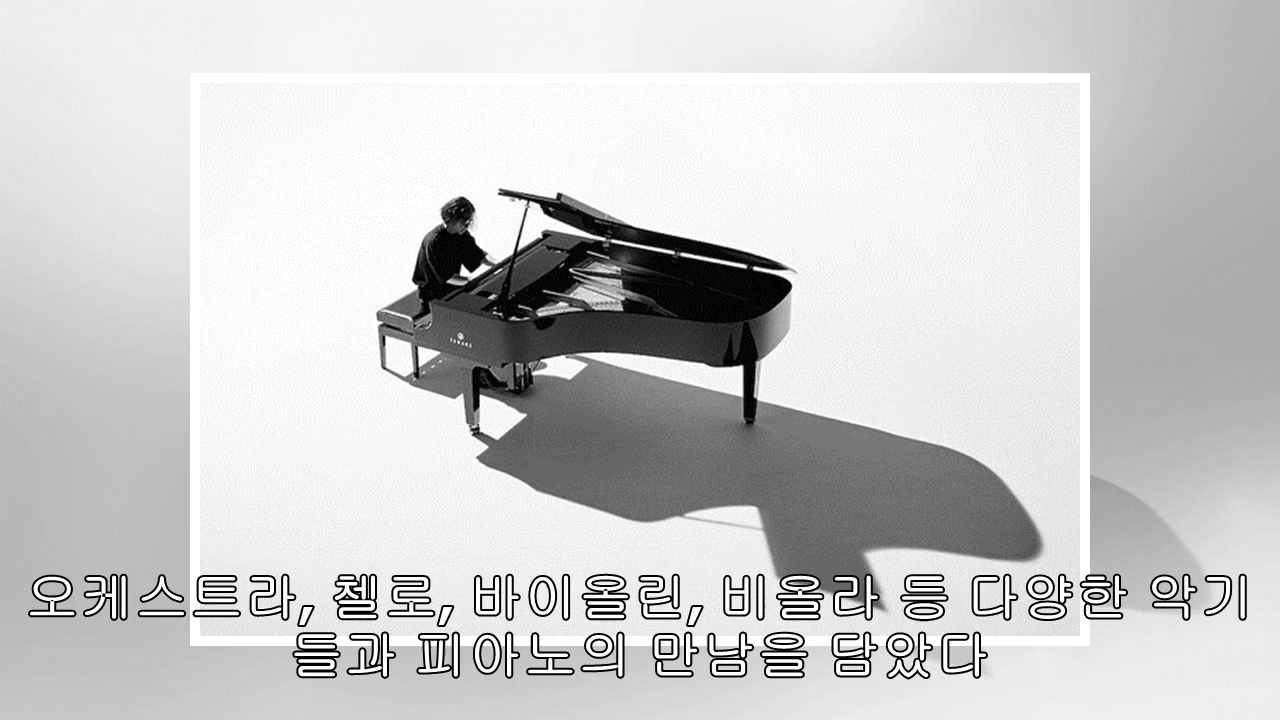 YAMAHA
오케스트라, 첼로, 바이올린, 비올라 등 다양한 악기
들과 피아노의 만남을 담았다